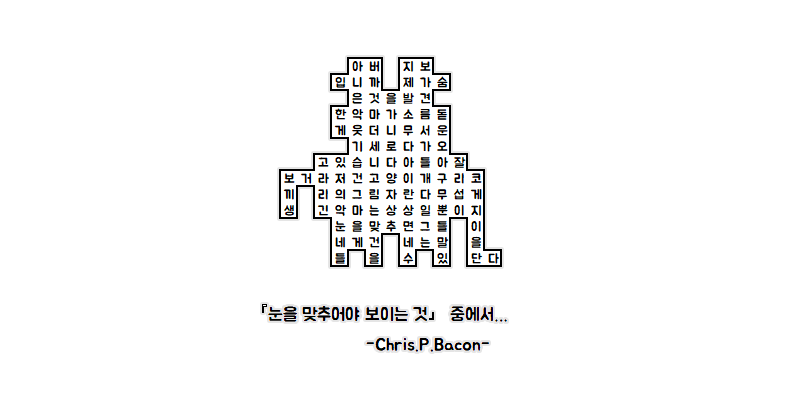 아 버 지 보
입 니 까 제 가 숨
은 것 을 발 견
한 악 마 가 소 름 돋
게 웃 더 니 무 서 운
기 세 로 다 가 오
고 있 습 니 다 아 들 아 잘
보 거 라 저 건 고 양 이 개 구 리 코
끼 리 의 그 림 자 란 다 무 섭 게
생 긴 악 마 는 상 상 일 뿐 이 지
눈 을 맞 추 면 그 들 이
네 게 건 네 는 말 을
들 을 수 있 단 다
『눈을 맞추어야 보이는 것』 중에서...
-Chris.P.Bacon-